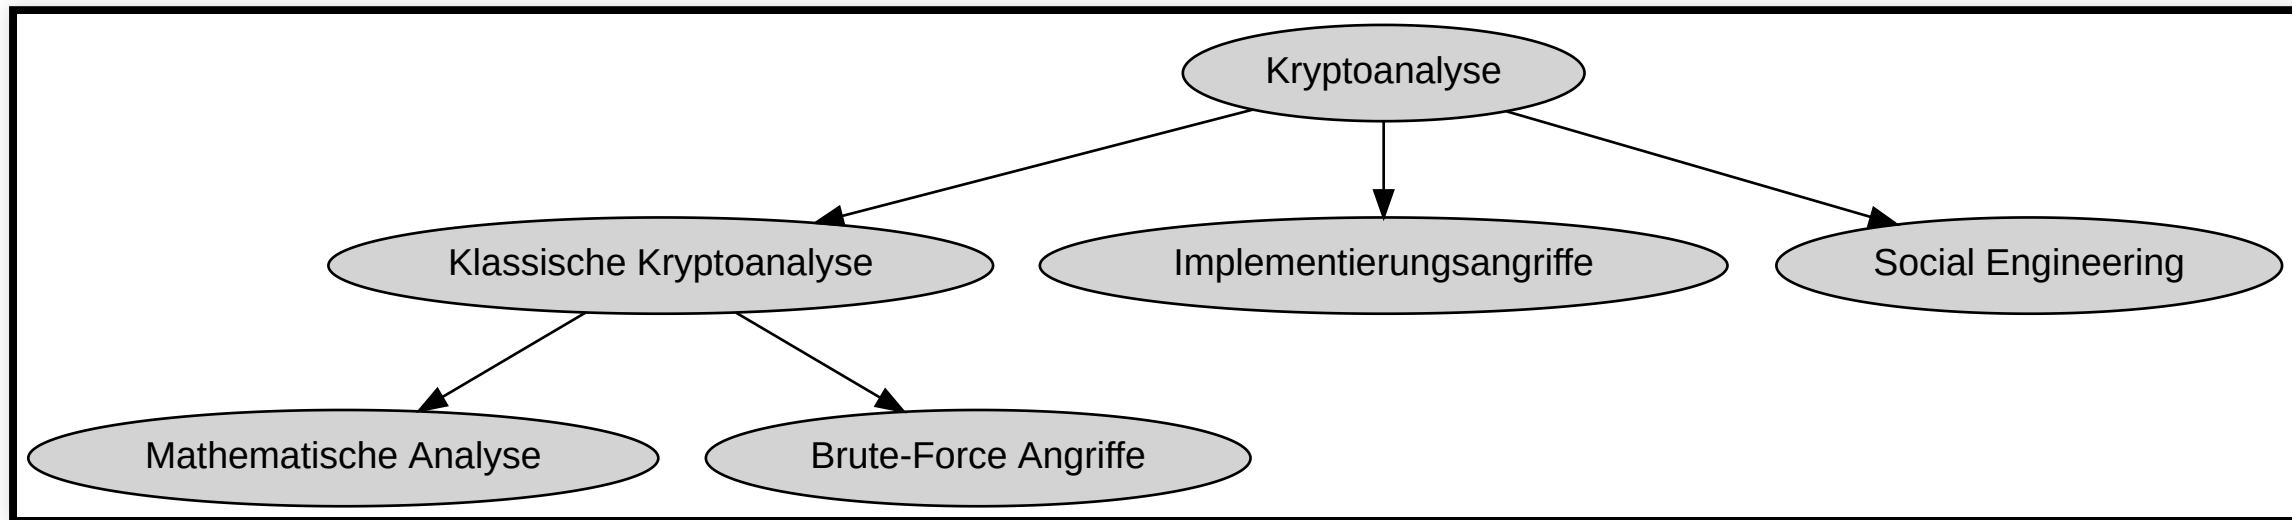 Kryptoanalyse
Klassische Kryptoanalyse
Implementierungsangriffe
Social Engineering
Mathematische Analyse
Brute-Force Angriffe